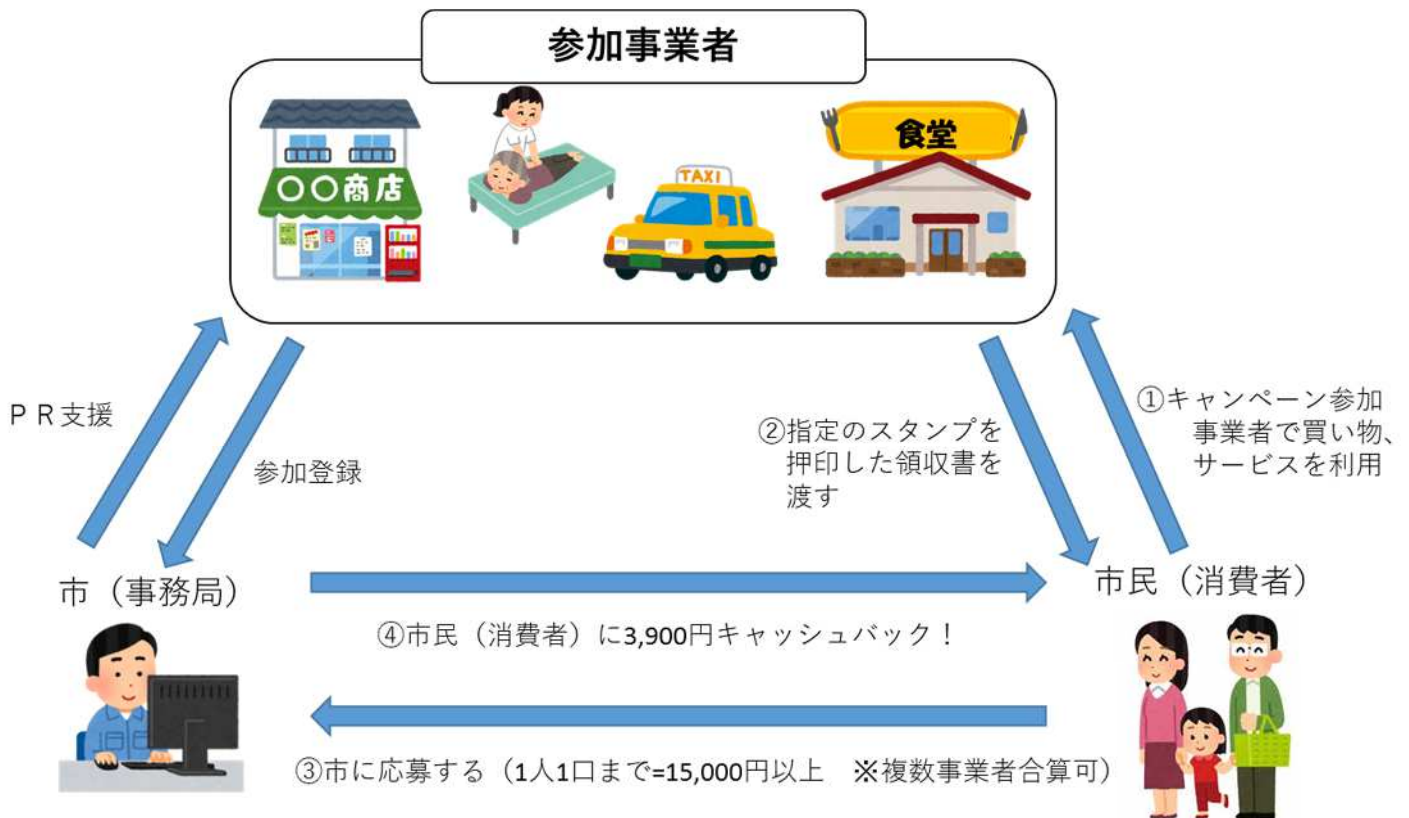 参加事業者
〇〇商店
TAXI
食堂
ＰＲ支援
参加登録
②指定のスタンプを
押印した領収書を
渡す
①キャンペーン参加
事業者で買い物、
サービスを利用
市（事務局）
市民（消費者）
④市民（消費者）に3,900円キャッシュバック！
③市に応募する（1人1口まで=15,000円以上　※複数事業者合算可）